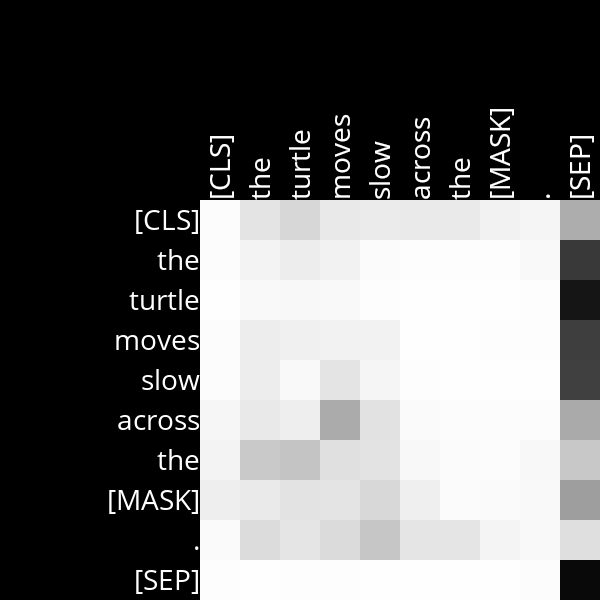 [CLS] the turtle moves slow across the [MASK] . [SEP]
[CLS]
the
turtle
moves
slow
across
the
[MASK]
.
[SEP]